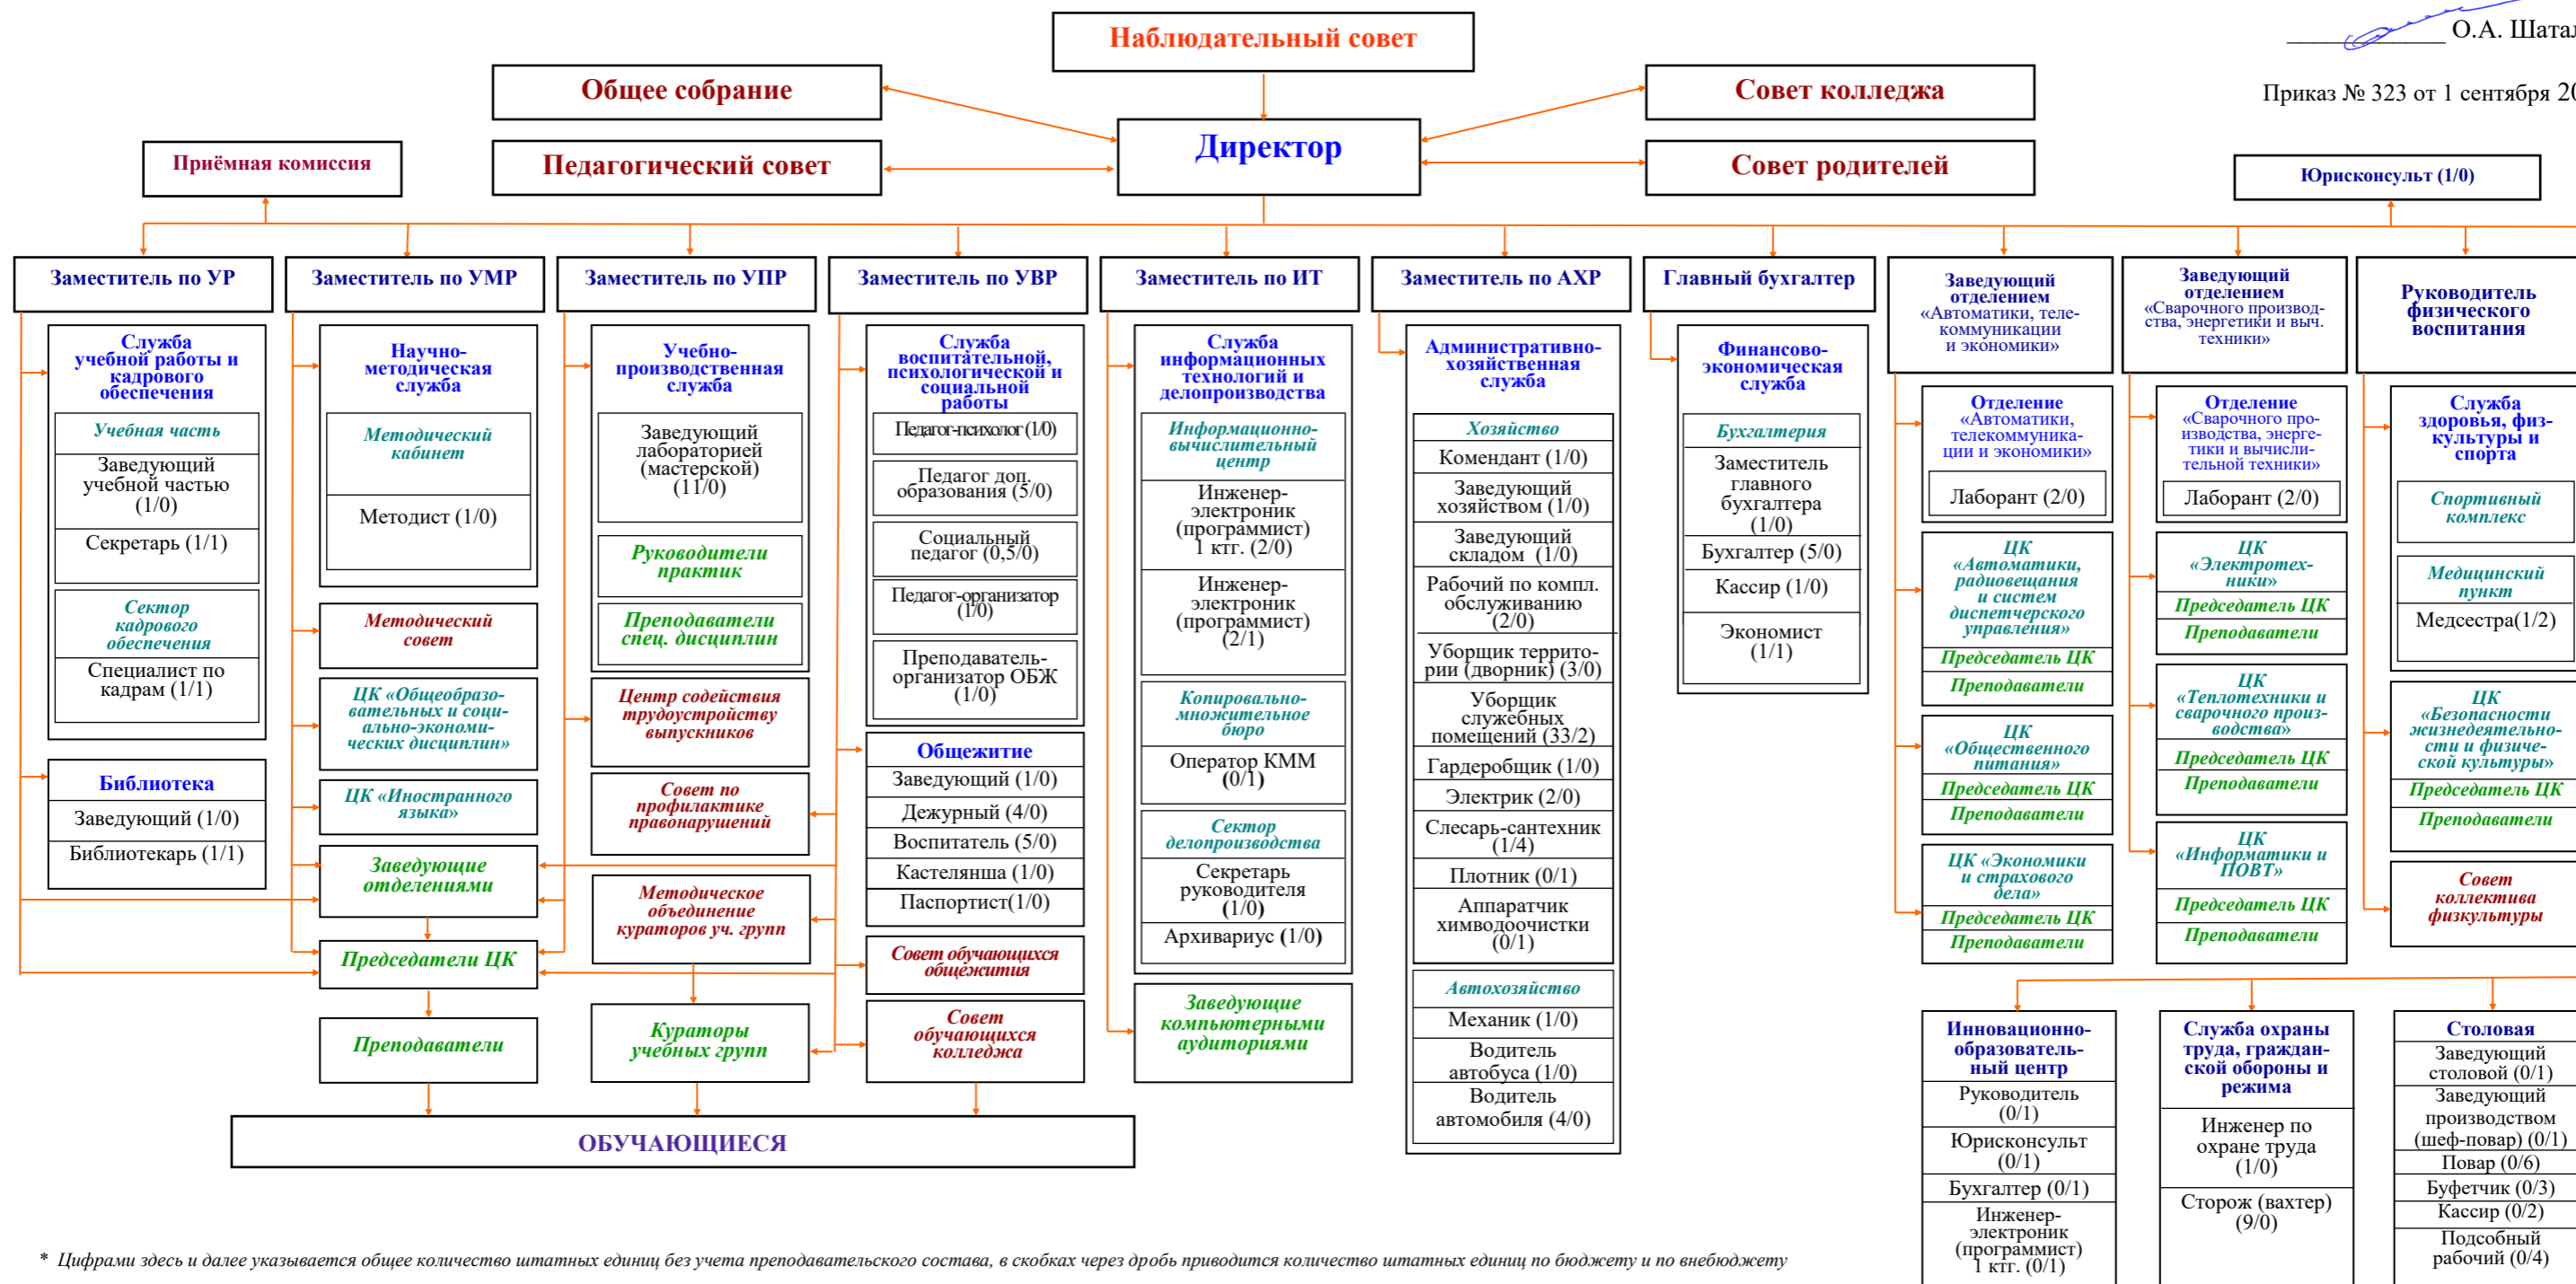 Наблюдательный совет
О.А. Шатал
Общее собрание
Совет колледжа
Приказ № 323 от 1 сентября 20
Директор
Педагогический совет
Совет родителей
Приёмная комиссия
Юрисконсульт (1/0)
Заместитель по УР
Заместитель по УМР
Заместитель по УПР
Заместитель по УВР
Заместитель по ИТ
Заместитель по АХР
Главный бухгалтер
Заведующий
отделением
«Автоматики, теле-
коммуникации
и экономики»
Заведующий
отделением
«Сварочного производ-
ства, энергетики и выч.
техники»
Руководитель
физического
воспитания
Служба
учебной работы и
кадрового
обеспечения
Учебная часть
Заведующий
учебной частью
(1/0)
Секретарь (1/1)
Сектор
кадрового
обеспечения
Специалист по
кадрам (1/1)
Библиотека
Заведующий (1/0)
Библиотекарь (1/1)
Научно-
методическая
служба
Методический
кабинет
Методист (1/0)
Методический
совет
ЦК «Общеобразо-
вательных и соци-
ально-экономи-
ческих дисциплин»
ЦК «Иностранного
языка»
Заведующие
отделениями
Председатели ЦК
Преподаватели
Учебно-
производственная
служба
Заведующий
лабораторией
(мастерской)
(11/0)
Руководители
практик
Преподаватели
спец. дисциплин
Центр содействия
трудоустройству
выпускников
Совет по
профилактике
правонарушений
Методическое
объединение
кураторов уч. групп
Кураторы
учебных групп
Служба
воспитательной,
психологической и
социальной
работы
Педагог-психолог (1/0)
Педагог доп.
образования (5/0)
Социальный
педагог (0,5/0)
Педагог-организатор
(1/0)
Преподаватель-
организатор ОБЖ
(1/0)
Общежитие
Заведующий (1/0)
Дежурный (4/0)
Воспитатель (5/0)
Кастелянша (1/0)
Паспортист(1/0)
Совет обучающихся
общежития
Совет
обучающихся
колледжа
ОБУЧАЮЩИЕСЯ
Служба
информационных
технологий и
делопроизводства
Информационно-
вычислительный
центр
Инженер-
электроник
(программист)
1 ктг. (2/0)
Инженер-
электроник
(программист)
(2/1)
Копировально-
множительное
бюро
Оператор КММ
(0/1)
Сектор
делопроизводства
Секретарь
руководителя
(1/0)
Архивариус (1/0)
Заведующие
компьютерными
аудиториями
Административно-
хозяйственная
служба
Хозяйство
Комендант (1/0)
Заведующий
хозяйством (1/0)
Заведующий
складом (1/0)
Рабочий по компл.
обслуживанию
(2/0)
Уборщик террито-
рии (дворник) (3/0)
Уборщик
служебных
помещений (33/2)
Гардеробщик (1/0)
Электрик (2/0)
Слесарь-сантехник
(1/4)
Плотник (0/1)
Аппаратчик
химводоочистки
(0/1)
Автохозяйство
Механик (1/0)
Водитель
автобуса (1/0)
Водитель
автомобиля (4/0)
Финансово-
экономическая
служба
Бухгалтерия
Заместитель
главного
бухгалтера
(1/0)
Бухгалтер (5/0)
Кассир (1/0)
Экономист
(1/1)
Отделение
«Автоматики,
телекоммуника-
ции и экономики»
Лаборант (2/0)
ЦК
«Автоматики,
радиовещания
и систем
диспетчерского
управления»
Председатель ЦК
Преподаватели
ЦК
«Общественного
питания»
Председатель ЦК
Преподаватели
ЦК «Экономики
и страхового
дела»
Председатель ЦК
Преподаватели
Отделение
«Сварочного про-
изводства, энерге-
тики и вычисли-
тельной техники»
Лаборант (2/0)
ЦК
«Электротех-
ники»
Председатель ЦК
Преподаватели
ЦК
«Теплотехники и
сварочного произ-
водства»
Председатель ЦК
Преподаватели
ЦК
«Информатики и
ПОВТ»
Председатель ЦК
Преподаватели
Служба
здоровья, физ-
культуры и
спорта
Спортивный
комплекс
Медицинский
пункт
Медсестра(1/2)
ЦК
«Безопасности
жизнедеятельно-
сти и физиче-
ской культуры»
Председатель ЦК
Преподаватели
Совет
коллектива
физкультуры
Инновационно-
образователь-
ный центр
Руководитель
(0/1)
Юрисконсульт
(0/1)
Бухгалтер (0/1)
Инженер-
электроник
(программист)
1 ктг. (0/1)
Служба охраны
труда, граждан-
ской обороны и
режима
Инженер по
охране труда
(1/0)
Сторож (вахтер)
(9/0)
Столовая
Заведующий
столовой (0/1)
Заведующий
производством
(шеф-повар) (0/1)
Повар (0/6)
Буфетчик (0/3)
Кассир (0/2)
Подсобный
рабочий (0/4)
* Цифрами здесь и далее указывается общее количество штатных единиц без учета преподавательского состава, в скобках через дробь приводится количество штатных единиц по бюджету и по внебюджету